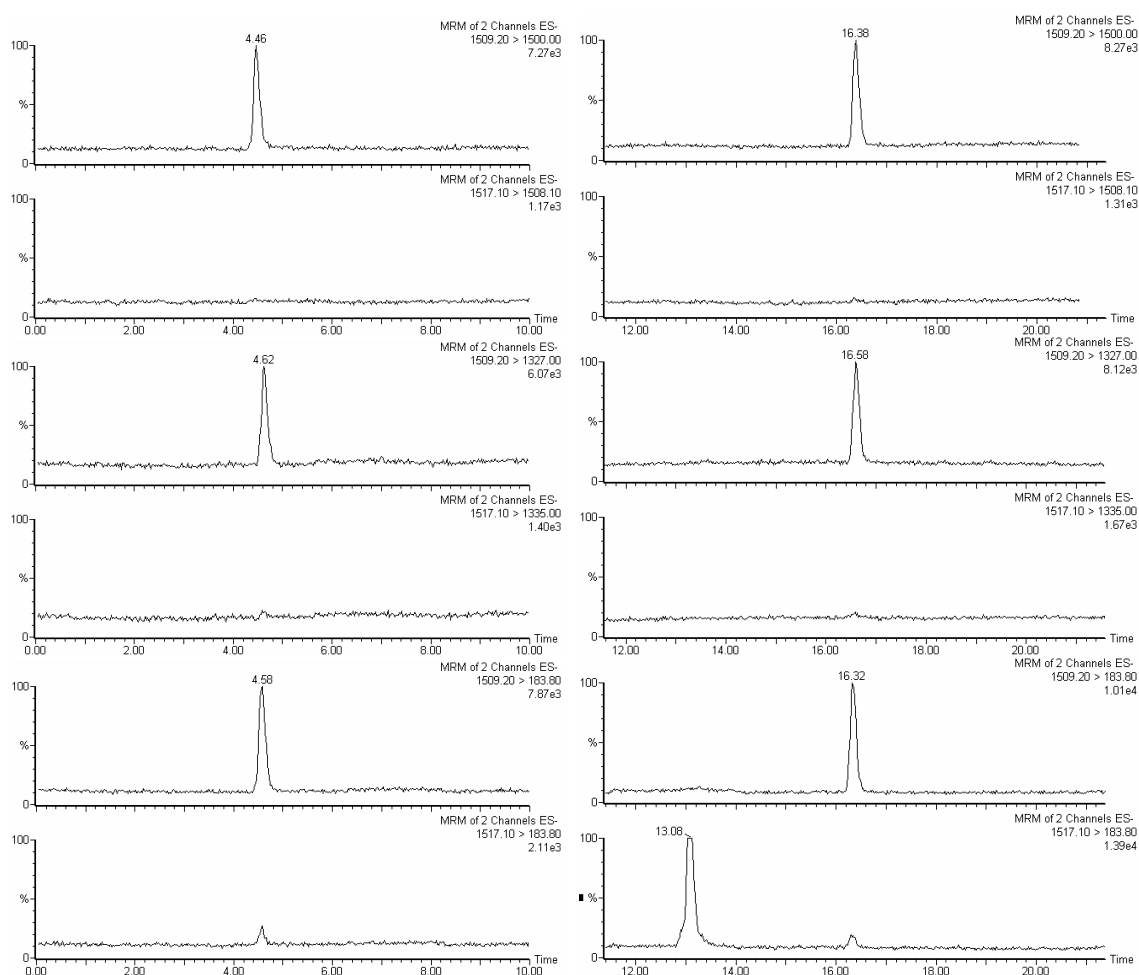 MRM of 2 Channels ES-
1509.20 > 1500.00
7.27e3
4.46
100
%
0
MRM of 2 Channels ES-
1517.10 > 1508.10
1.17e3
100
%
0
Time
0.00 2.00 4.00 6.00 8.00 10.00
MRM of 2 Channels ES-
1509.20 > 1327.00
6.07e3
4.62
100
%
0
MRM of 2 Channels ES-
1517.10 > 1335.00
1.40e3
100
%
0
Time
0.00 2.00 4.00 6.00 8.00 10.00
MRM of 2 Channels ES-
1509.20 > 183.80
7.87e3
4.58
100
%
0
MRM of 2 Channels ES-
1517.10 > 183.80
2.11e3
100
%
0
Time
0.00 2.00 4.00 6.00 8.00 10.00
MRM of 2 Channels ES-
1509.20 > 1500.00
8.27e3
16.38
100
%
0
MRM of 2 Channels ES-
1517.10 > 1508.10
1.31e3
100
%
0
Time
12.00 14.00 16.00 18.00 20.00
MRM of 2 Channels ES-
1509.20 > 1327.00
8.12e3
16.58
100
%
0
MRM of 2 Channels ES-
1517.10 > 1335.00
1.67e3
100
%
0
Time
12.00 14.00 16.00 18.00 20.00
MRM of 2 Channels ES-
1509.20 > 183.80
1.01e4
16.32
100
%
0
MRM of 2 Channels ES-
1517.10 > 183.80
1.39e4
13.08
100
%
0
Time
12.00 14.00 16.00 18.00 20.00